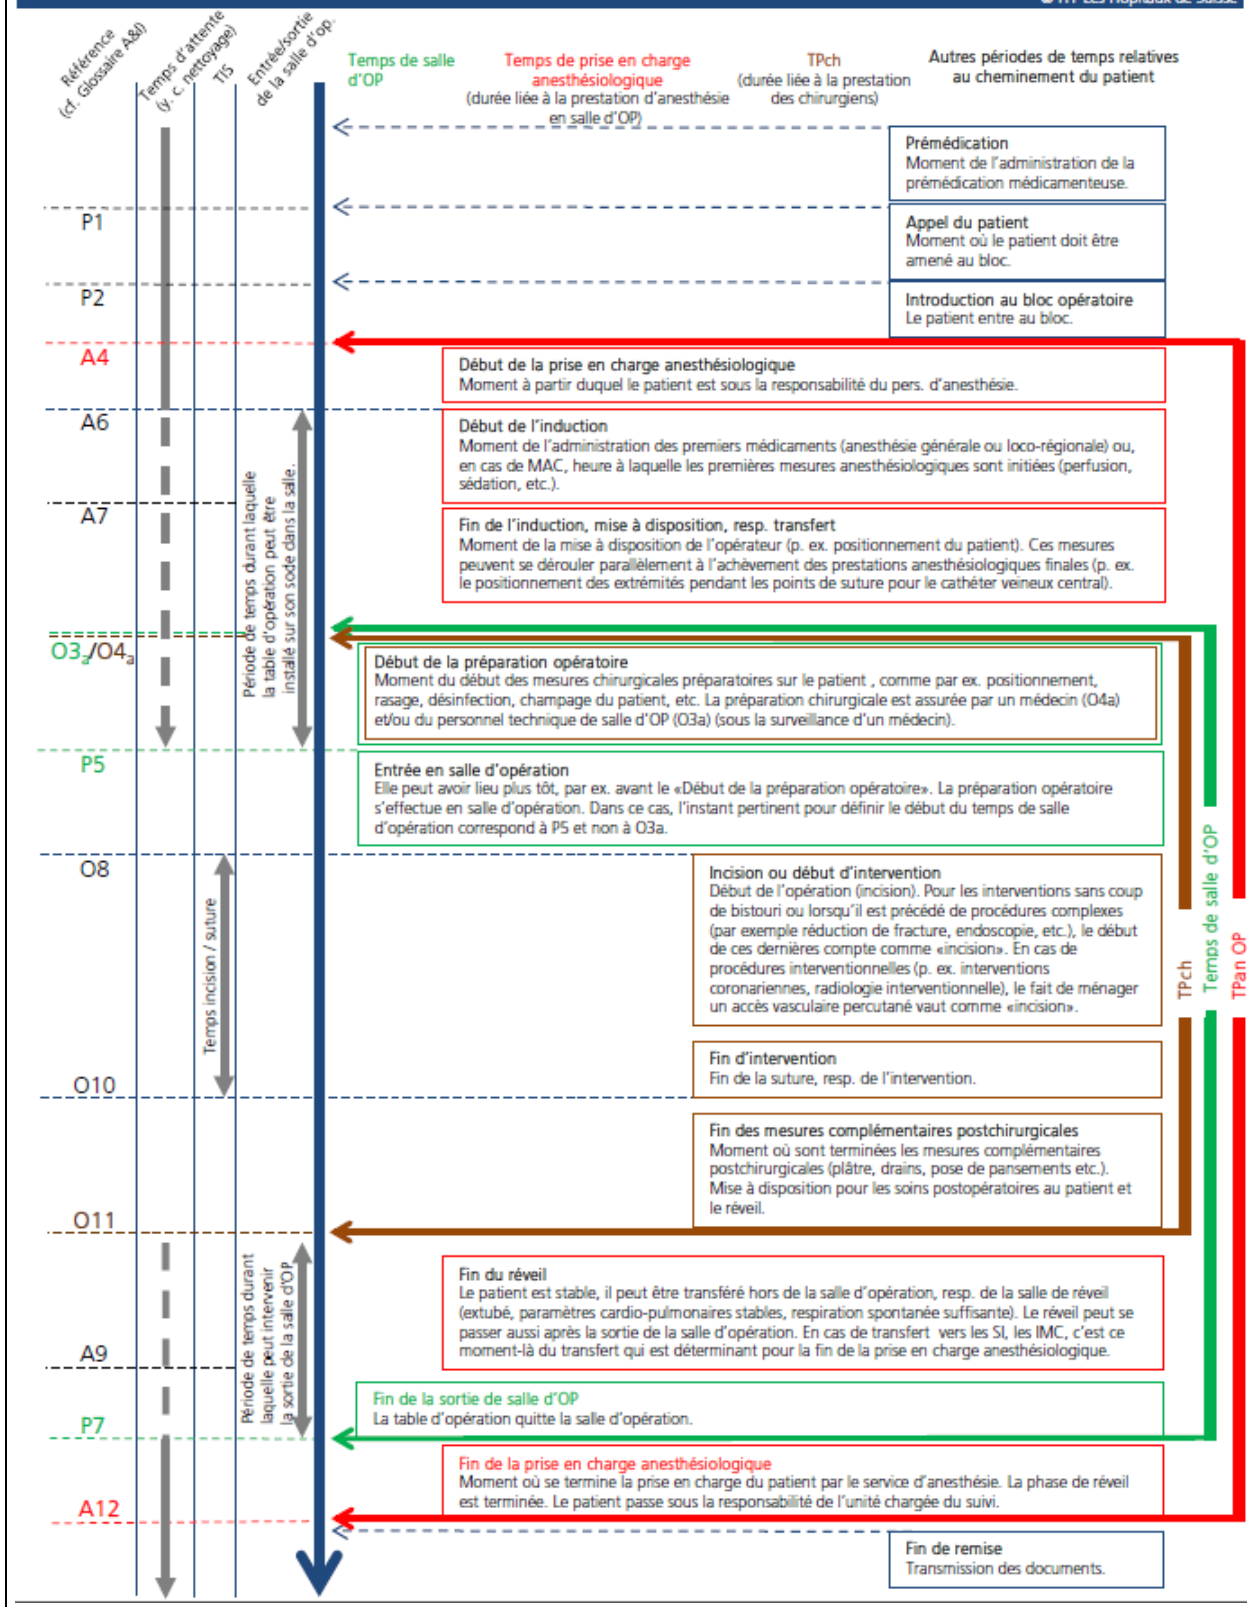 © H+ Les Hôpitaux de Suisse
Référence
(cf. Glossaire A&I)
Temps d'attente
(y. c. nettoyage)
TIS
Entrée/sortie
de la salle d'op.
Temps de salle
d'OP
Temps de prise en charge
anesthésiologique
(durée liée à la prestation d'anesthésie
en salle d'OP)
TPch
(durée liée à la prestation
des chirurgiens)
Autres périodes de temps relatives
au cheminement du patient
Prémédication
Moment de l'administration de la
prémédication médicamenteuse.
P1
Appel du patient
Moment où le patient doit être
amené au bloc.
P2
Introduction au bloc opératoire
Le patient entre au bloc.
A4
Début de la prise en charge anesthésiologique
Moment à partir duquel le patient est sous la responsabilité du pers. d'anesthésie.
A6
Début de l'induction
Moment de l'administration des premiers médicaments (anesthésie générale ou loco-régionale) ou,
en cas de MAC, heure à laquelle les premières mesures anesthésiologiques sont initiées (perfusion,
sédation, etc.).
A7
Période de temps durant laquelle
la table d'opération peut être
installé sur son sode dans la salle.
Fin de l'induction, mise à disposition, resp. transfert
Moment de la mise à disposition de l'opérateur (p. ex. positionnement du patient). Ces mesures
peuvent se dérouler parallèlement à l'achèvement des prestations anesthésiologiques finales (p. ex.
le positionnement des extrémités pendant les points de suture pour le cathéter veineux central).
O3a/O4a
Début de la préparation opératoire
Moment du début des mesures chirurgicales préparatoires sur le patient , comme par ex. positionnement,
rasage, désinfection, champage du patient, etc. La préparation chirurgicale est assurée par un médecin (O4a)
et/ou du personnel technique de salle d'OP (O3a) (sous la surveillance d'un médecin).
P5
Entrée en salle d'opération
Elle peut avoir lieu plus tôt, par ex. avant le «Début de la préparation opératoire». La préparation opératoire
s'effectue en salle d'opération. Dans ce cas, l'instant pertinent pour définir le début du temps de salle
d'opération correspond à P5 et non à O3a.
O8
Temps incision / suture
Incision ou début d'intervention
Début de l'opération (incision). Pour les interventions sans coup
de bistouri ou lorsqu'il est précédé de procédures complexes
(par exemple réduction de fracture, endoscopie, etc.), le début
de ces dernières compte comme «incision». En cas de
procédures interventionnelles (p. ex. interventions
coronariennes, radiologie interventionnelle), le fait de ménager
un accès vasculaire percutané vaut comme «incision».
TPch
Temps de salle d'OP
TPan OP
Fin d'intervention
Fin de la suture, resp. de l'intervention.
O10
Fin des mesures complémentaires postchirurgicales
Moment où sont terminées les mesures complémentaires
postchirurgicales (plâtre, drains, pose de pansements etc.).
Mise à disposition pour les soins postopératoires au patient et
le réveil.
O11
Période de temps durant
laquelle peut intervenir
la sortie de la salle d'OP
Fin du réveil
Le patient est stable, il peut être transféré hors de la salle d'opération, resp. de la salle de réveil
(extubé, paramètres cardio-pulmonaires stables, respiration spontanée suffisante). Le réveil peut se
passer aussi après la sortie de la salle d'opération. En cas de transfert vers les SI, les IMC, c'est ce
moment-là du transfert qui est déterminant pour la fin de la prise en charge anesthésiologique.
A9
Fin de la sortie de salle d'OP
La table d'opération quitte la salle d'opération.
P7
Fin de la prise en charge anesthésiologique
Moment où se termine la prise en charge du patient par le service d'anesthésie. La phase de réveil
est terminée. Le patient passe sous la responsabilité de l'unité chargée du suivi.
A12
Fin de remise
Transmission des documents.